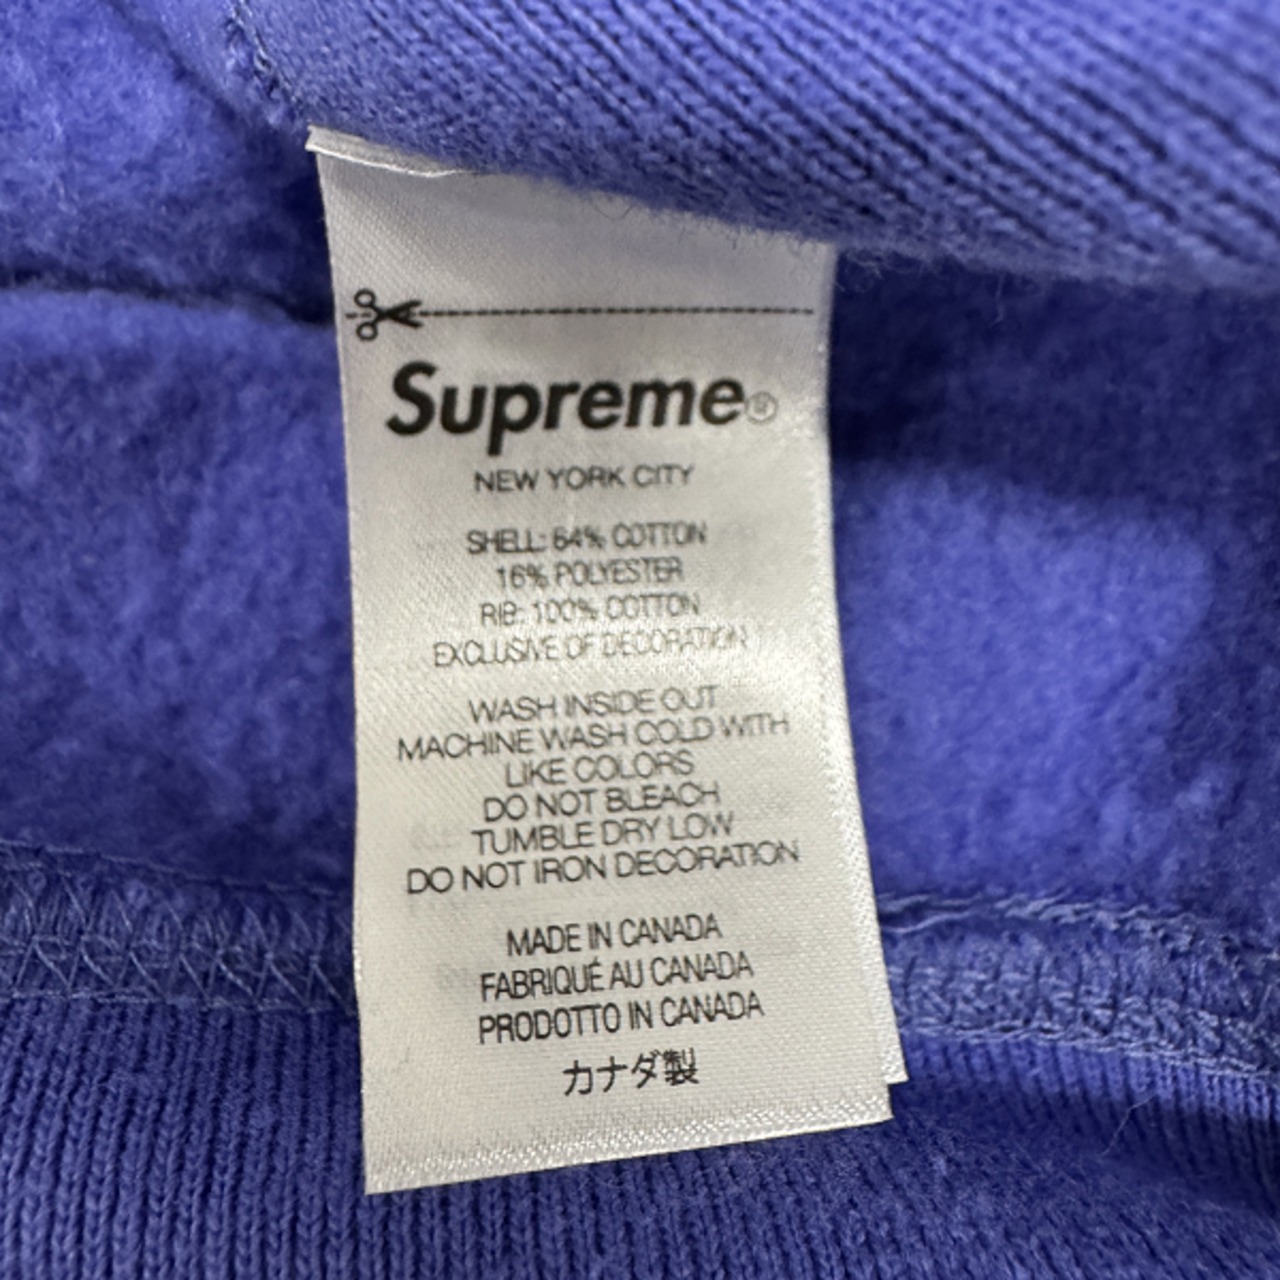 Supreme®
NEW YORK CITY
SHELL: 64% COTTON
16% POLYESTER
RIB: 100% COTTON
EXCLUSIVE OF DECORATION
WASH INSIDE OUT
MACHINE WASH COLD WITH
LIKE COLORS
DO NOT BLEACH
TUMBLE DRY LOW
DO NOT IRON DECORATION
MADE IN CANADA
FABRIQUÉ AU CANADA
PRODOTTO IN CANADA
カナダ製